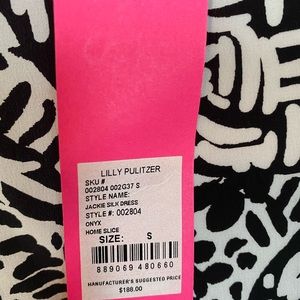 LILLY PULITZER
SKU #
002804 002G37 S
STYLE NAME:
JACKIE SILK DRESS
STYLE #: 002804
ONYX
HOME SLICE
SIZE: S
889069 480660
MANUFACTURER'S SUGGESTED PRICE
$188.00